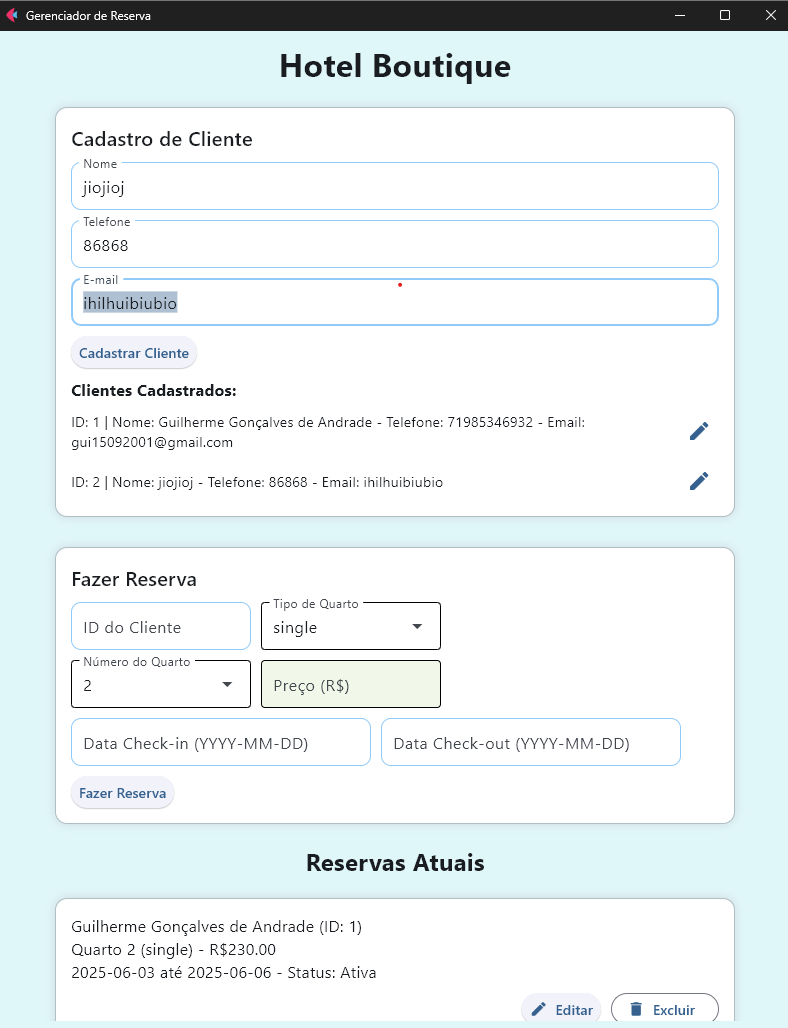 Gerenciador de Reserva
Hotel Boutique
Cadastro de Cliente
Nome
jiojioj
Telefone
86868
E-mail
ihilhuibiubio
Cadastrar Cliente
Clientes Cadastrados:
ID: 1 | Nome: Guilherme Gonçalves de Andrade - Telefone: 71985346932 - Email:
gui15092001@gmail.com
ID: 2 | Nome: jiojioj - Telefone: 86868 - Email: ihilhuibiubio
Fazer Reserva
ID do Cliente
Tipo de Quarto
single
Número do Quarto
2
Preço (R$)
Data Check-in (YYYY-MM-DD)
Data Check-out (YYYY-MM-DD)
Fazer Reserva
Reservas Atuais
Guilherme Gonçalves de Andrade (ID: 1)
Quarto 2 (single) - R$230.00
2025-06-03 até 2025-06-06 - Status: Ativa
Editar
Excluir